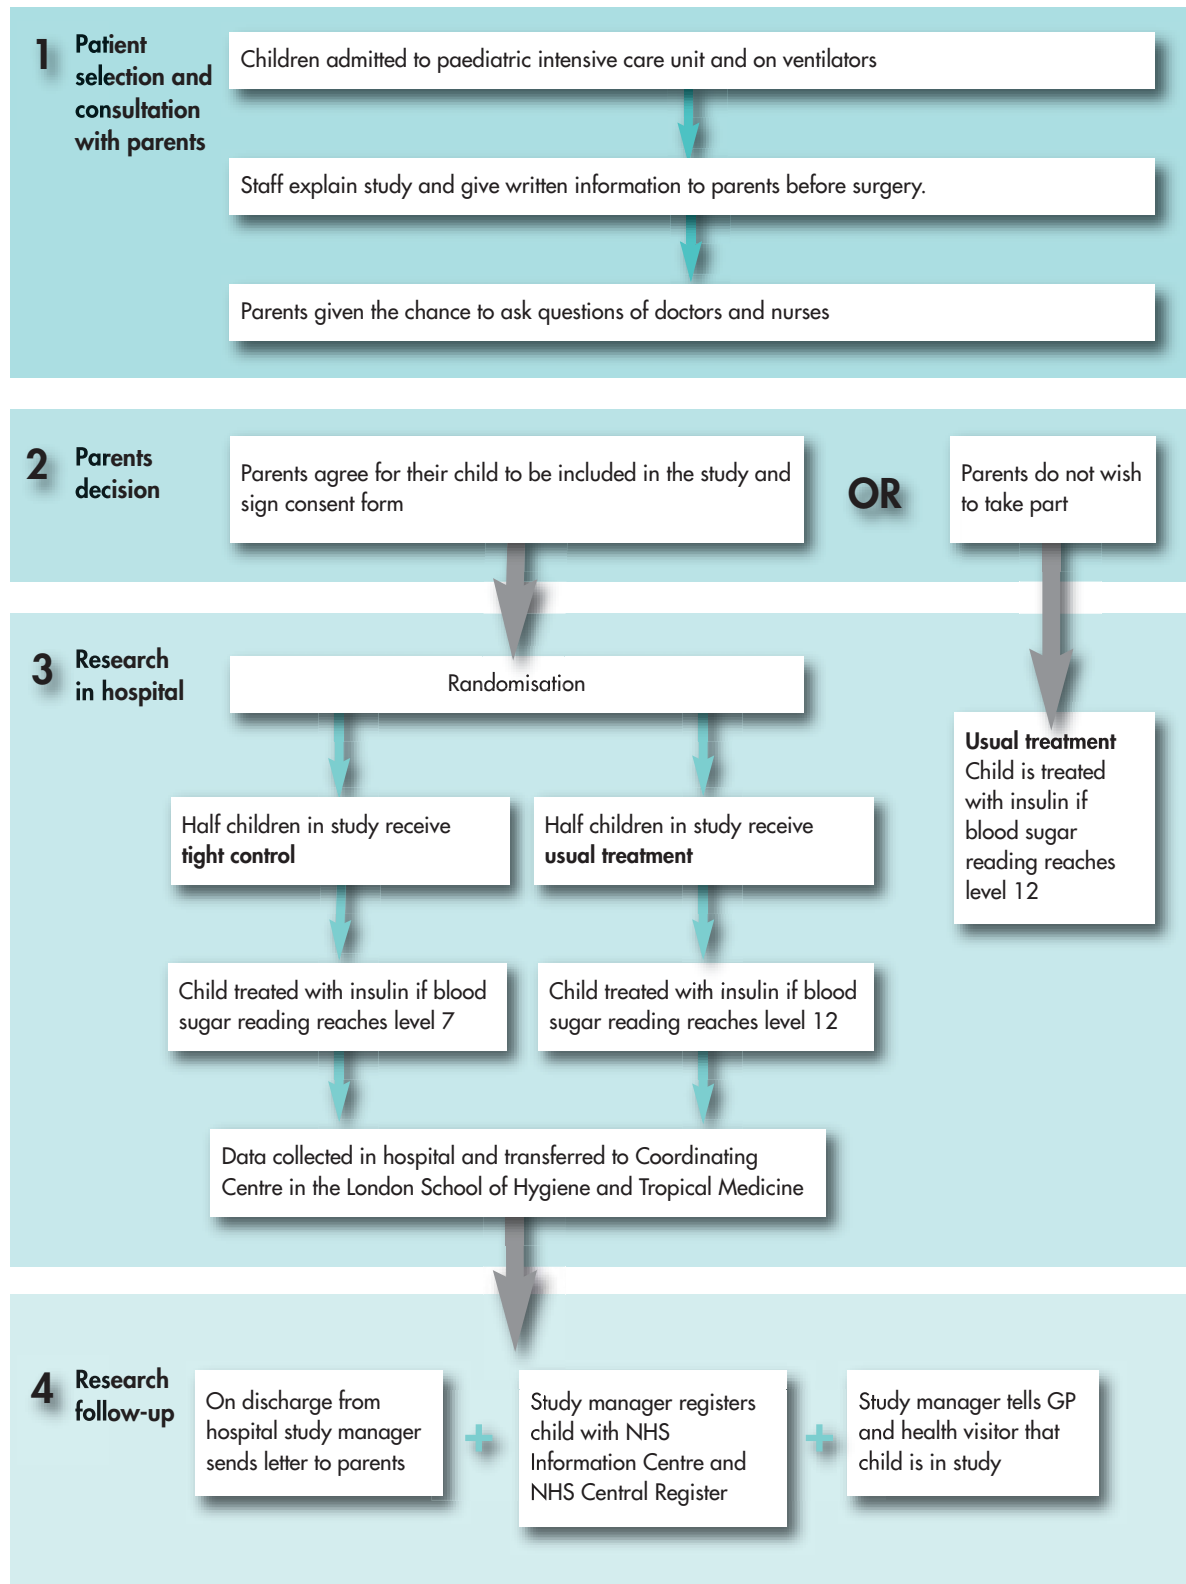 1 Patient
selection and
consultation
with parents
Children admitted to paediatric intensive care unit and on ventilators
Staff explain study and give written information to parents before surgery.
Parents given the chance to ask questions of doctors and nurses
2 Parents
decision
Parents agree for their child to be included in the study and
sign consent form
OR
Parents do not wish
to take part
3 Research
in hospital
Randomisation
Half children in study receive
tight control
Half children in study receive
usual treatment
Usual treatment
Child is treated
with insulin if
blood sugar
reading reaches
level 12
Child treated with insulin if blood
sugar reading reaches level 7
Child treated with insulin if blood
sugar reading reaches level 12
Data collected in hospital and transferred to Coordinating
Centre in the London School of Hygiene and Tropical Medicine
4 Research
follow-up
On discharge from
hospital study manager
sends letter to parents
+
Study manager registers
child with NHS
Information Centre and
NHS Central Register
+
Study manager tells GP
and health visitor that
child is in study